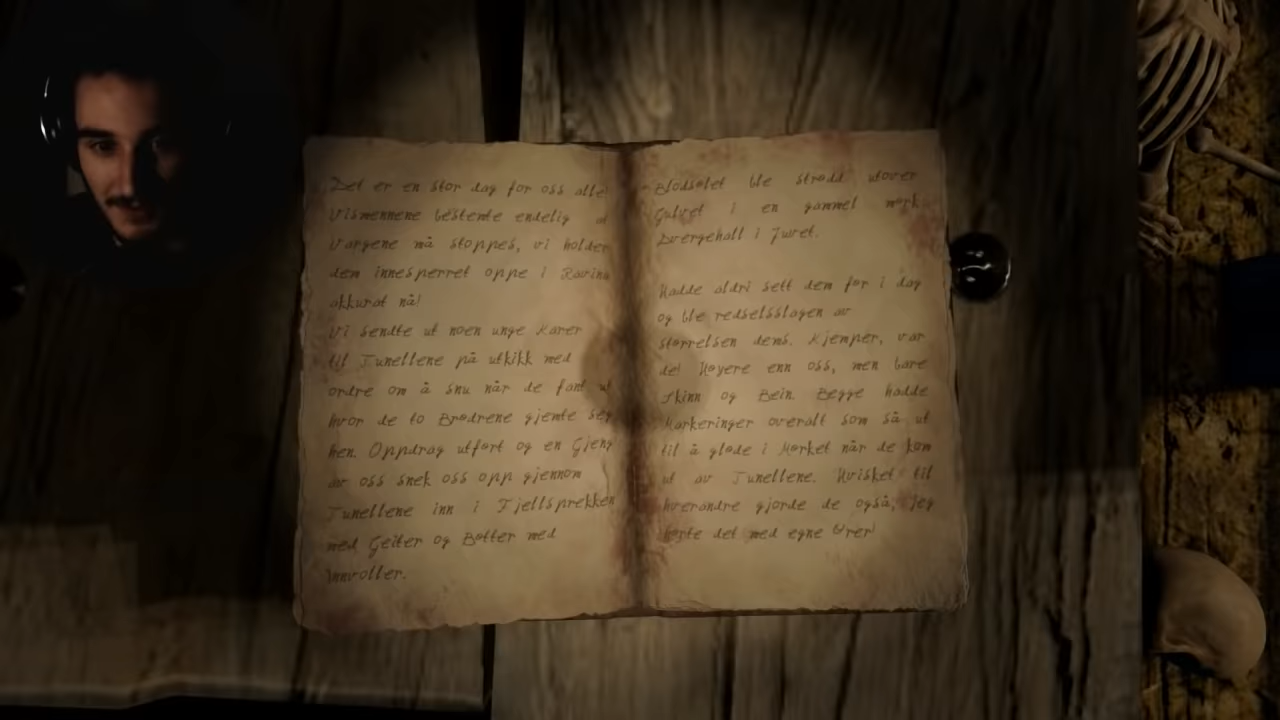 Det er en stor dag for oss alle!
Vismennene bestemte endelig at
Vargene må stoppes, vi holder
dem innesperret oppe i Ravina
akkurat nå!
Vi sendte ut noen unge Karer
til Tunellene på utkikk med
ordre om å snu når de fant ut
hvor de to Brødrene gjemte seg
hen. Oppdrag utført og en Gjeng
av oss snek oss opp gjennom
Tunellene inn i Fjellsprekken
med Geiter og Bøtter med
Innvoller.
Blodsølet ble strødd utover
Gulvet i en gammel mørk
Dvergehall i Juvet.
Hadde aldri sett dem før i dag
og ble redselsslagen av
størrelsen dems. Kjemper, var
de! Høyere enn oss, men bare
Skinn og Bein. Begge hadde
Markeringer overalt som så ut
til å gløde i Mørket når de kom
ut av Tunellene. Hvisket til
hverandre gjorde de også, jeg
hørte det med egne Ører!